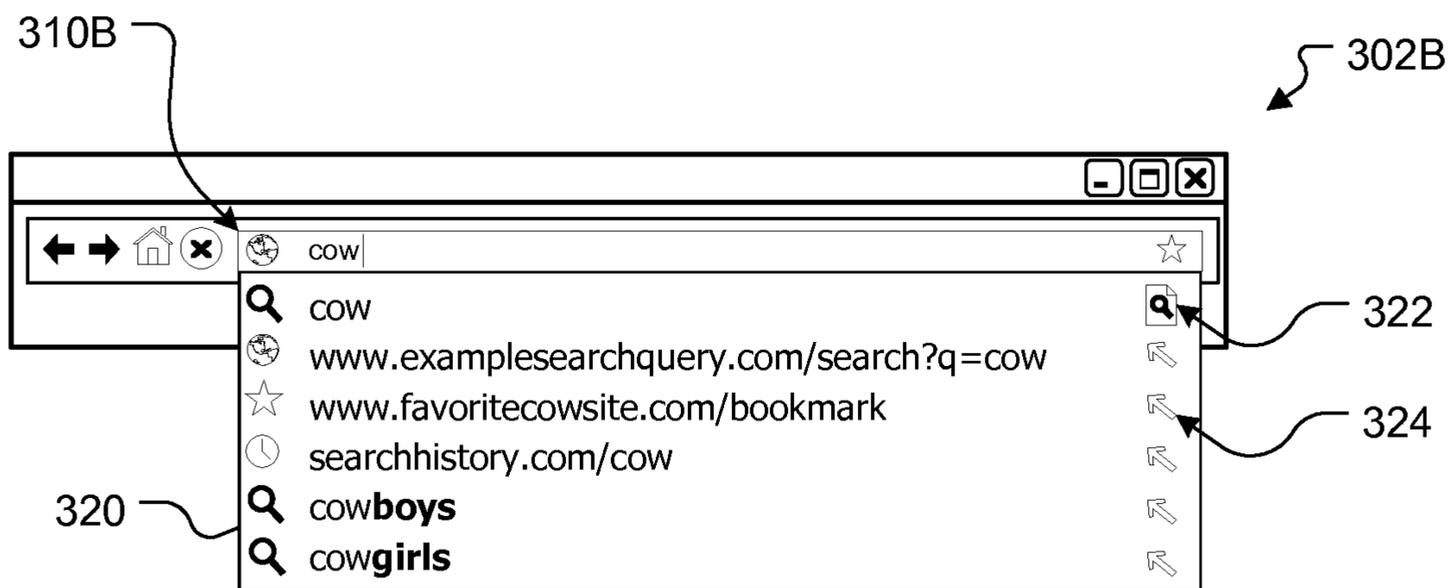 310B
302B
cow
cow
322
www.examplesearchquery.com/search?q=cow
www.favoritecowsite.com/bookmark
324
searchhistory.com/cow
320
cowboys
cowgirls